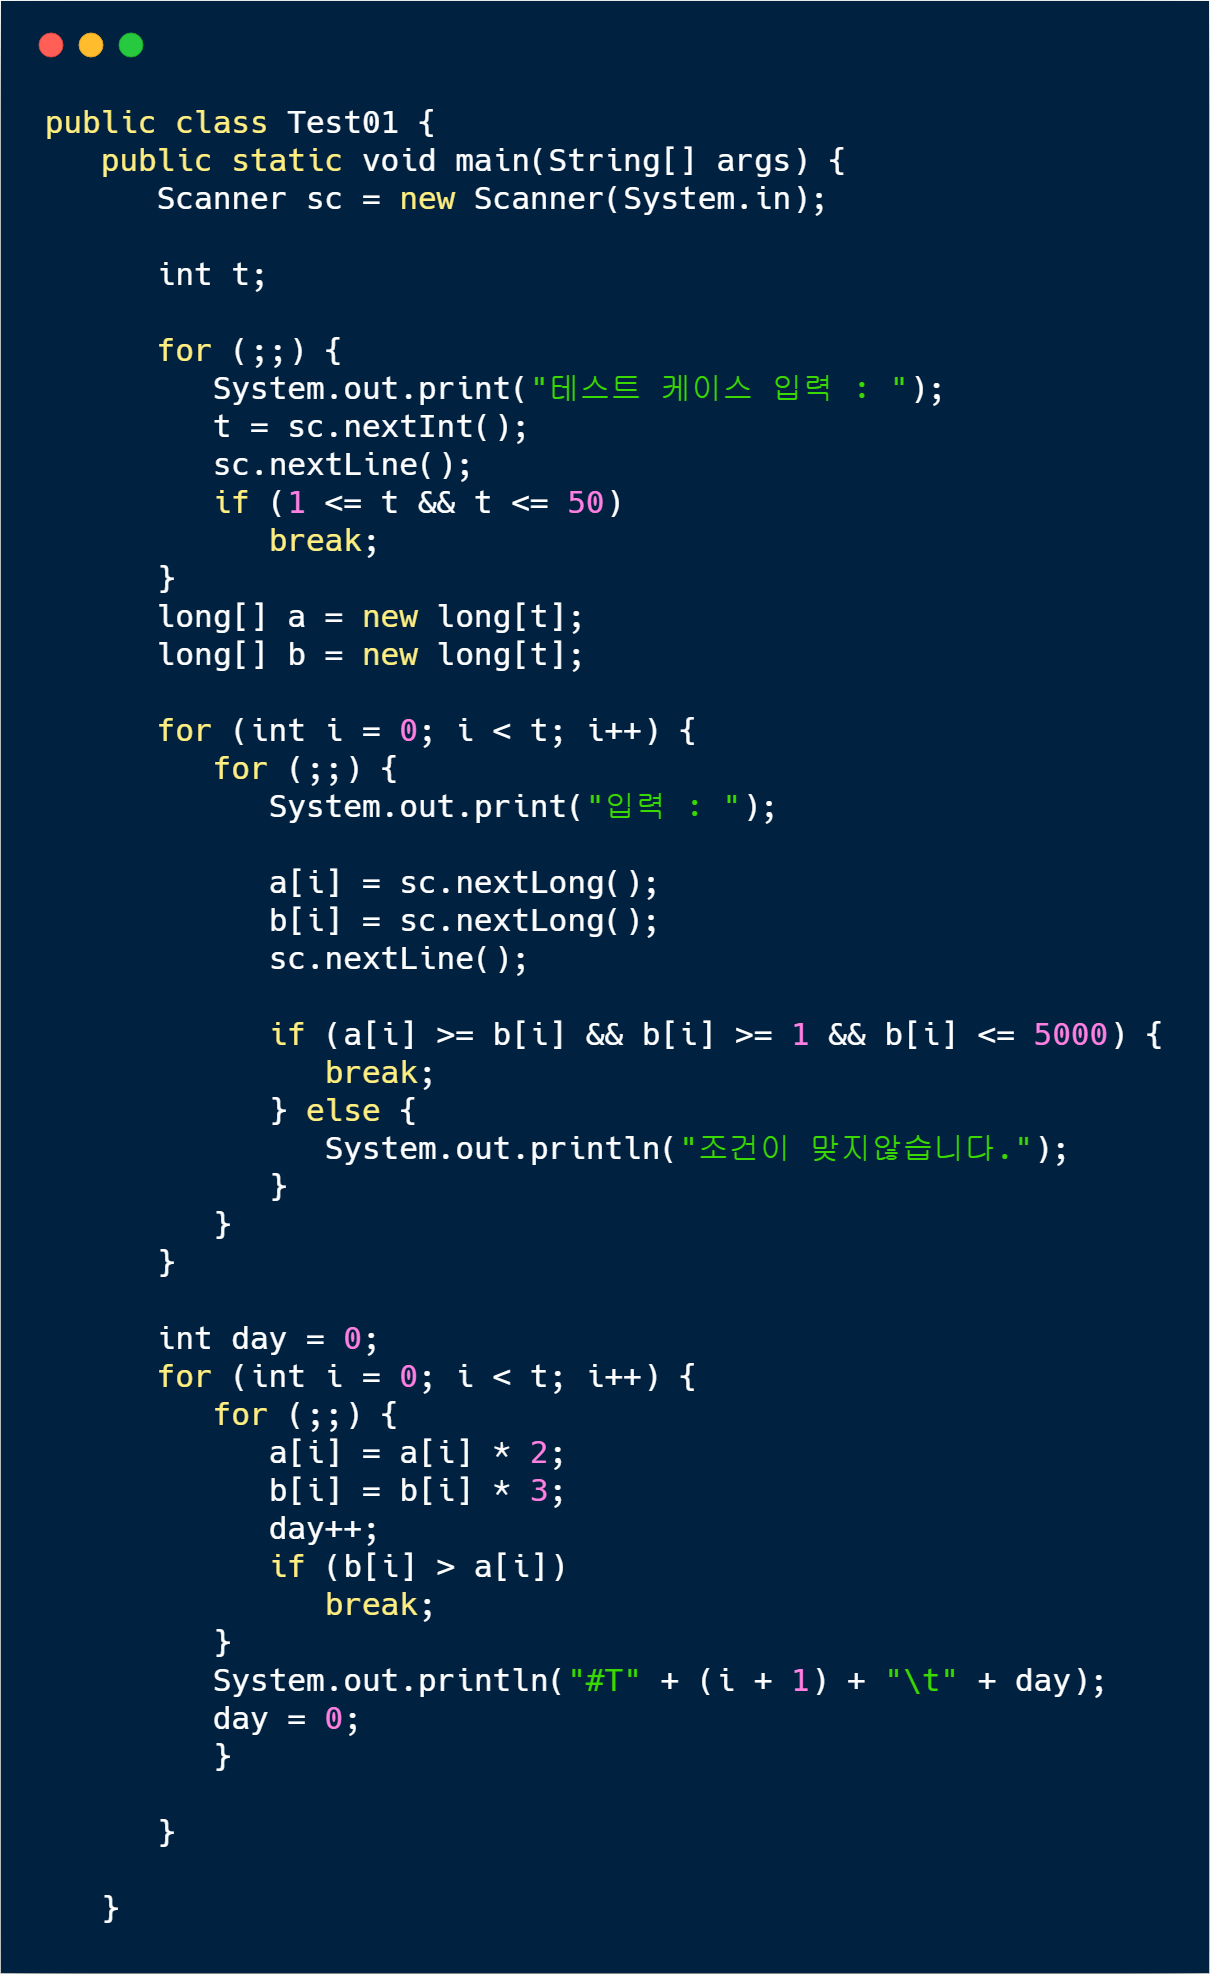 public class Test01 {
public static void main(String[] args) {
Scanner sc = new Scanner(System.in);
int t;
for (;;) {
System.out.print("테스트 케이스 입력 : ");
t = sc.nextInt();
sc.nextLine();
if (1 <= t && t <= 50)
break;
}
long[] a = new long[t];
long[] b = new long[t];
for (int i = 0; i < t; i++) {
for (;;) {
System.out.print("입력 : ");
a[i] = sc.nextLong();
b[i] = sc.nextLong();
sc.nextLine();
if (a[i] >= b[i] && b[i] >= 1 && b[i] <= 5000) {
break;
} else {
System.out.println("조건이 맞지않습니다.");
}
}
}
int day = 0;
for (int i = 0; i < t; i++) {
for (;;) {
a[i] = a[i] * 2;
b[i] = b[i] * 3;
day++;
if (b[i] > a[i])
break;
}
System.out.println("#T" + (i + 1) + "\t" + day);
day = 0;
}
}
}